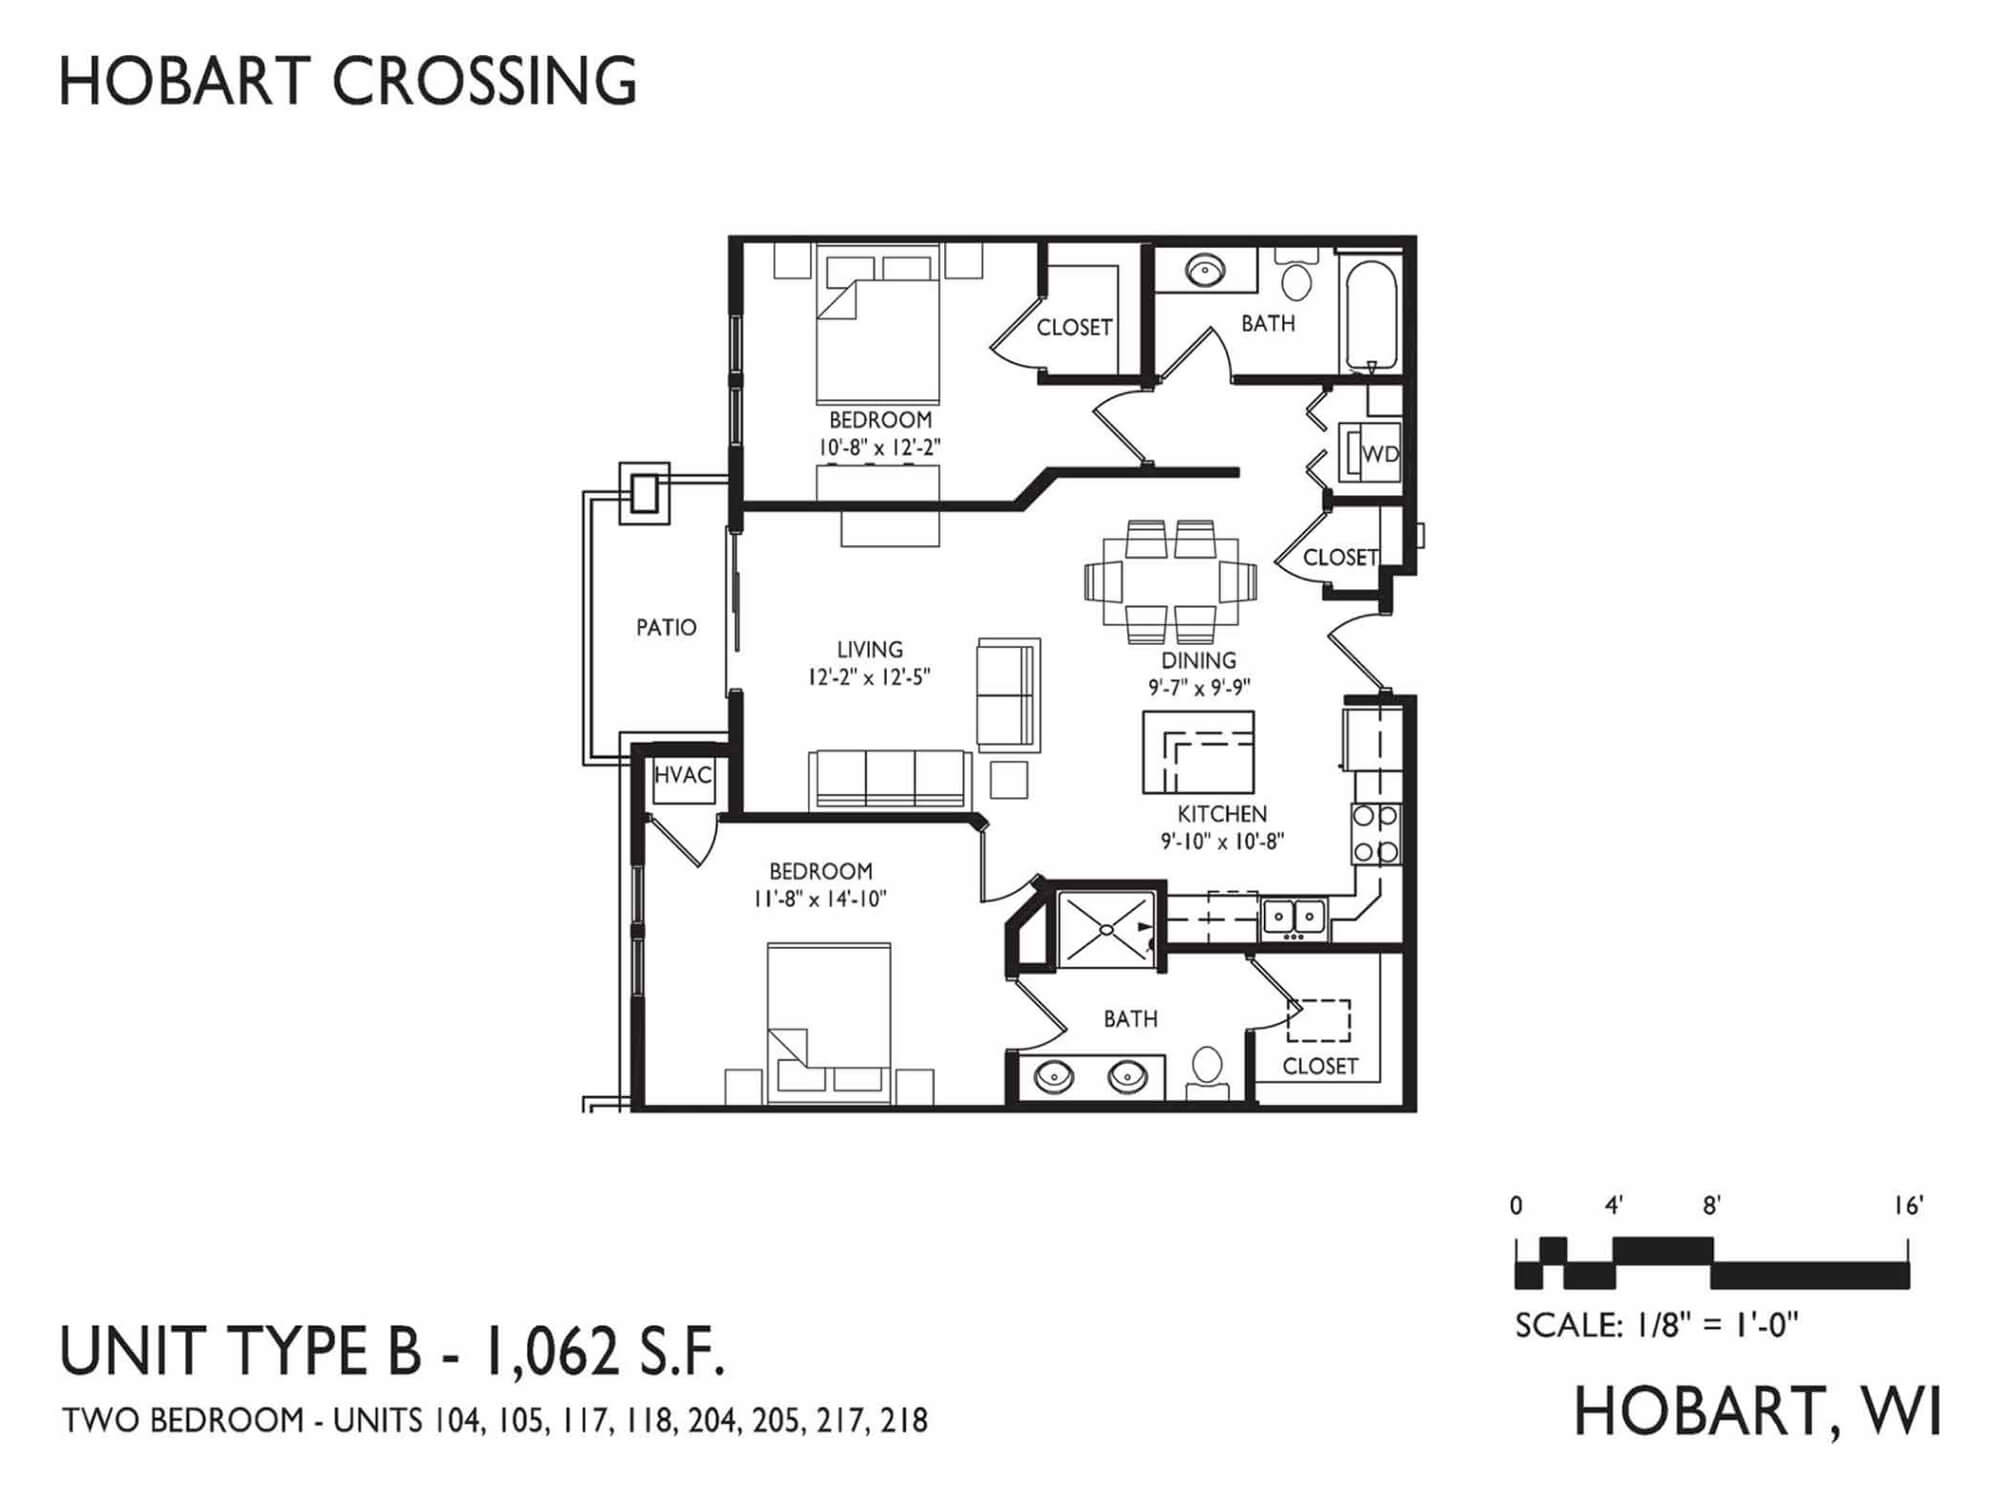 HOBART CROSSING
CLOSET
BATH
BEDROOM
10'-8" x 12'-2"
WD
CLOSET
PATIO
LIVING
12'-2" x 12'-5"
DINING
9'-7" x 9'-9"
HVAC
KITCHEN
9'-10" x 10'-8"
BEDROOM
11'-8" x 14'-10"
BATH
CLOSET
0 4' 8' 16'
SCALE: 1/8" = 1'-0"
UNIT TYPE B - 1,062 S.F.
TWO BEDROOM - UNITS 104, 105, 117, 118, 204, 205, 217, 218
HOBART, WI